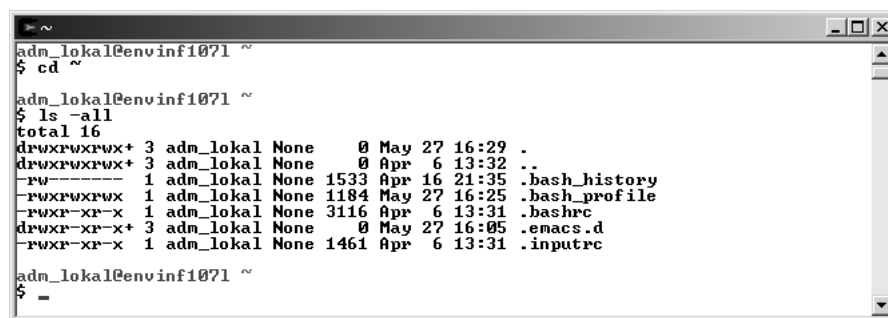 ~
adm_lokal@envinf1071 ~
$ cd ~
adm_lokal@envinf1071 ~
$ ls -all
total 16
drwxrwxrwx+ 3 adm_lokal None    0 May 27 16:29 .
drwxrwxrwx+ 3 adm_lokal None    0 Apr  6 13:32 ..
-rw-------  1 adm_lokal None 1533 Apr 16 21:35 .bash_history
-rwxrwxrwx  1 adm_lokal None 1184 May 27 16:25 .bash_profile
-rwxr-xr-x  1 adm_lokal None 3116 Apr  6 13:31 .bashrc
drwxr-xr-x+ 3 adm_lokal None    0 May 27 16:05 .emacs.d
-rwxr-xr-x  1 adm_lokal None 1461 Apr  6 13:31 .inputrc
adm_lokal@envinf1071 ~
$ _